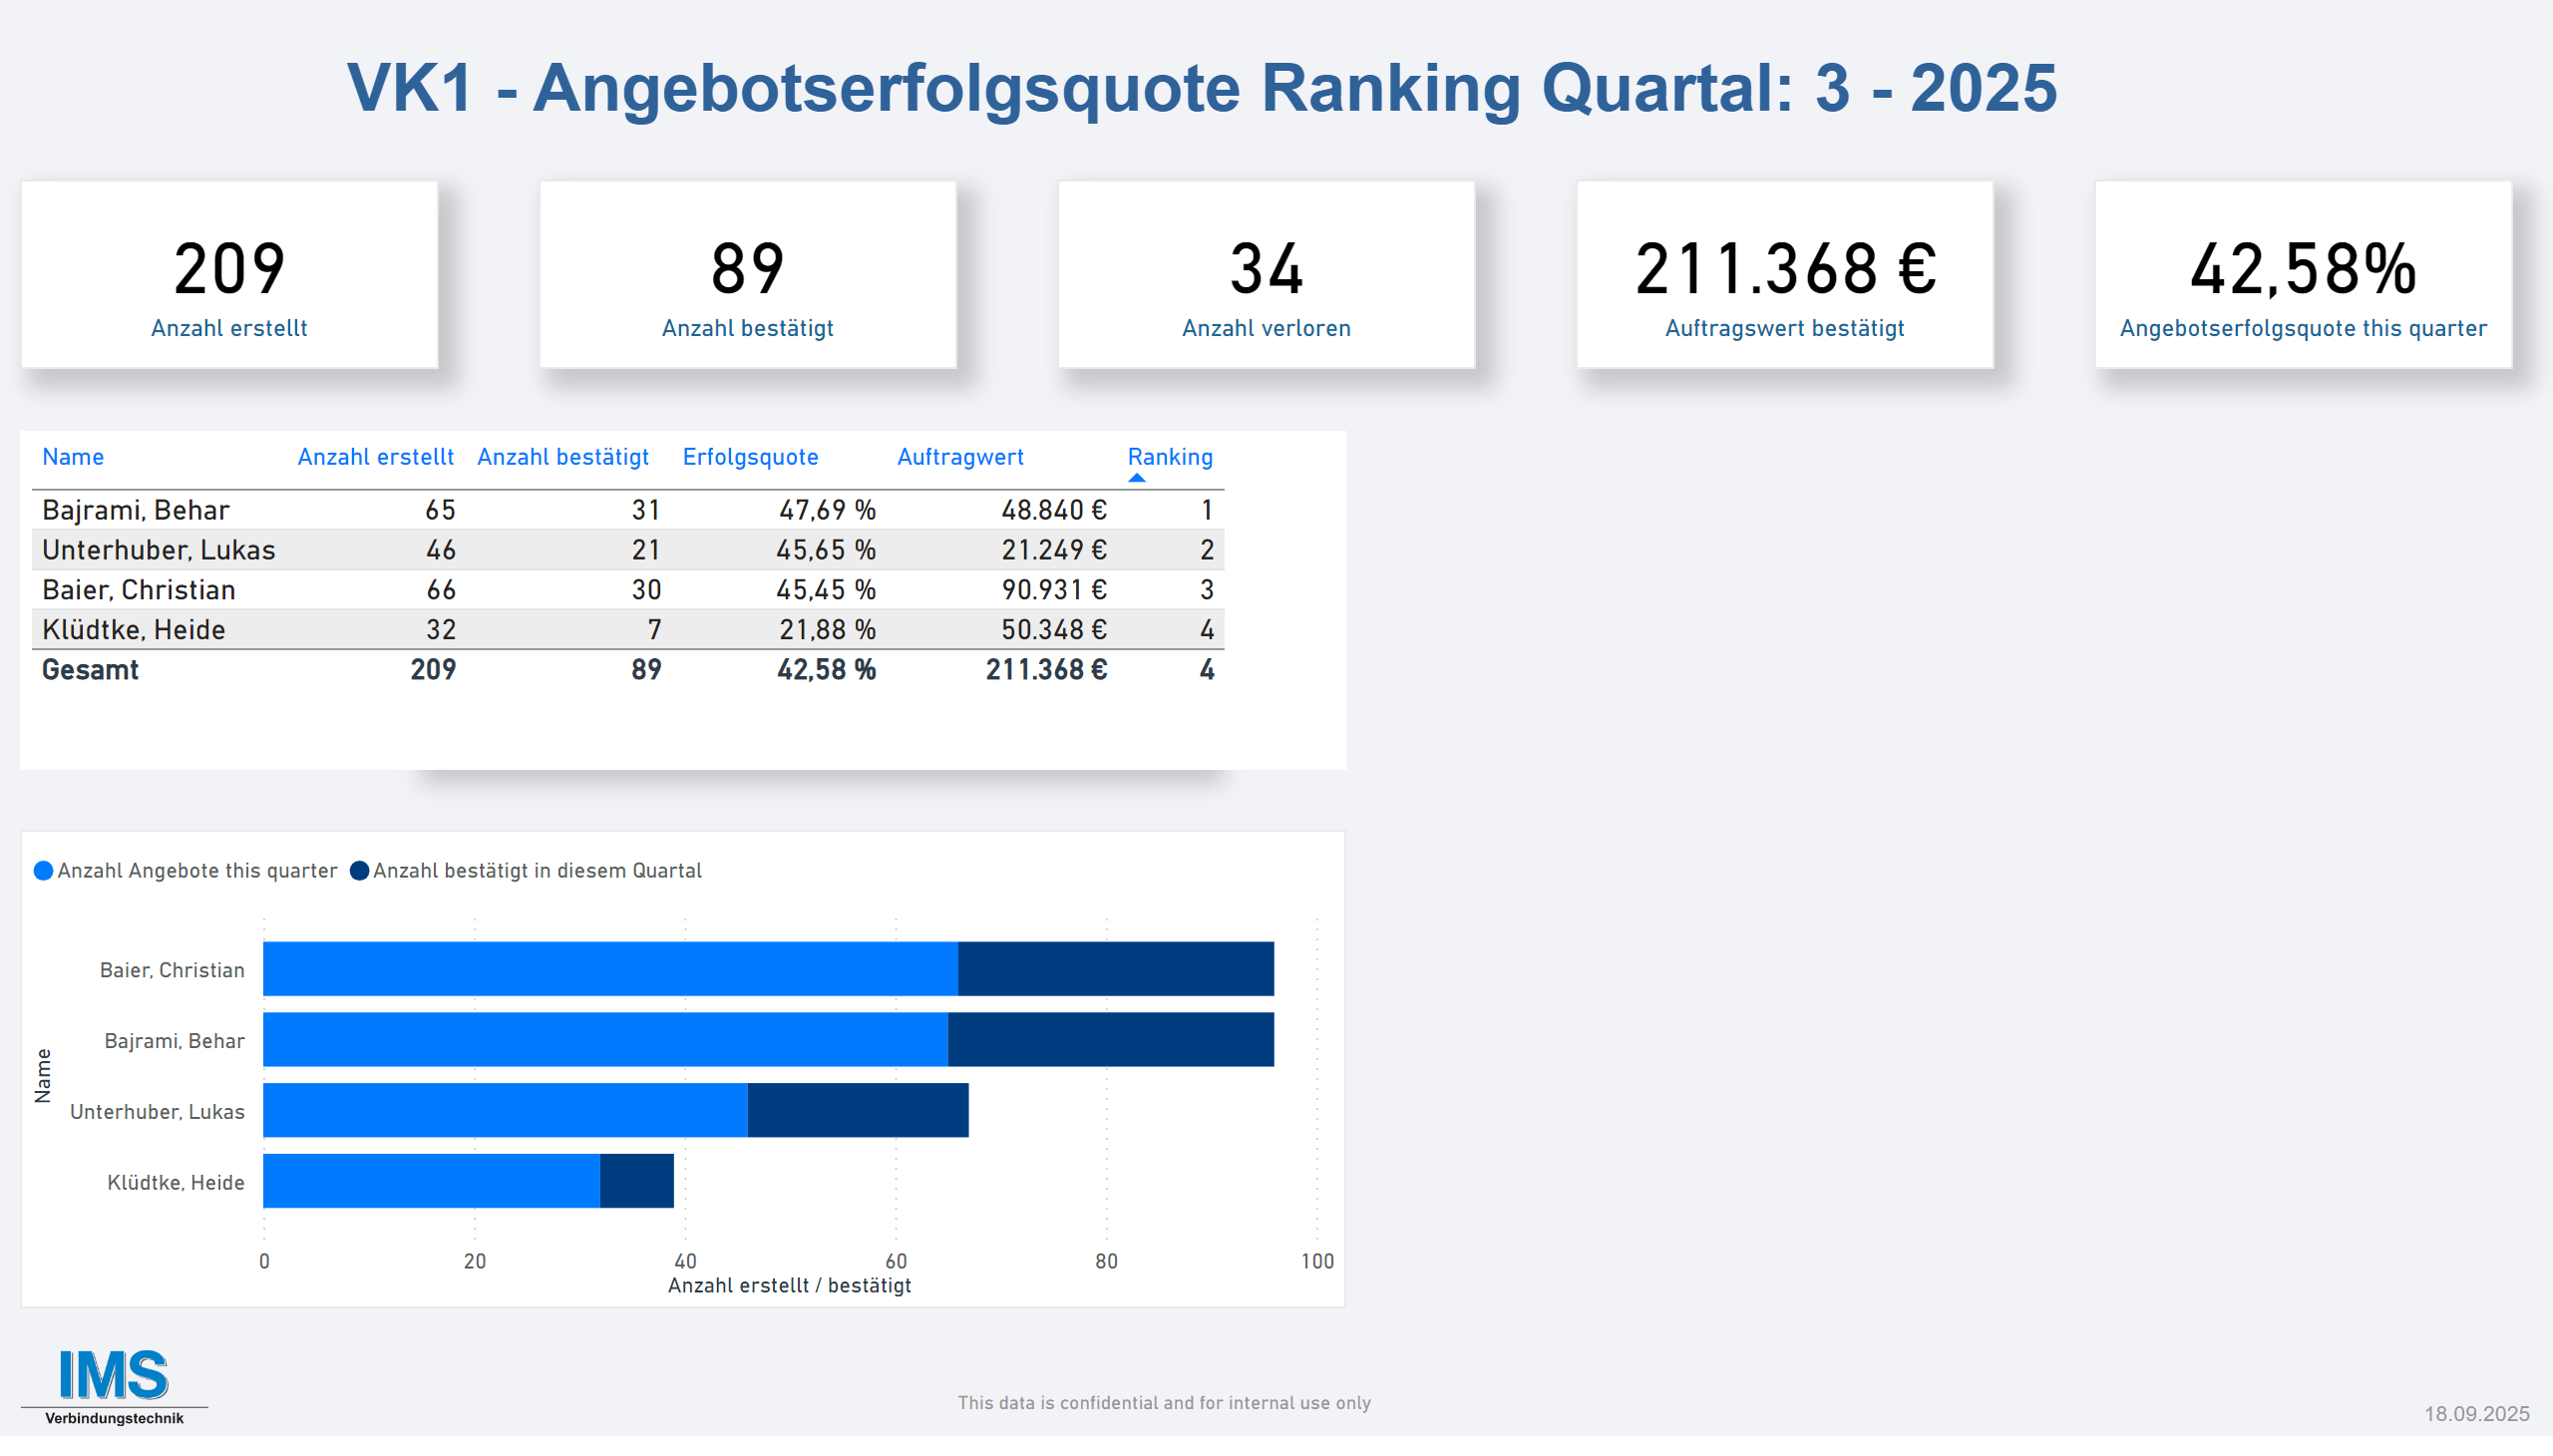 VK1 - Angebotserfolgsquote Ranking Quartal: 3 - 2025
209
Anzahl erstellt
89
Anzahl bestätigt
34
Anzahl verloren
211.368 €
Auftragswert bestätigt
42,58%
Angebotserfolgsquote this quarter
Name Anzahl erstellt Anzahl bestätigt Erfolgsquote Auftragwert Ranking
Bajrami, Behar 65 31 47,69 % 48.840 € 1
Unterhuber, Lukas 46 21 45,65 % 21.249 € 2
Baier, Christian 66 30 45,45 % 90.931 € 3
Klüdtke, Heide 32 7 21,88 % 50.348 € 4
Gesamt 209 89 42,58 % 211.368 € 4
Anzahl Angebote this quarter Anzahl bestätigt in diesem Quartal
Name
Baier, Christian
Bajrami, Behar
Unterhuber, Lukas
Klüdtke, Heide
0 20 40 60 80 100
Anzahl erstellt / bestätigt
IMS
Verbindungstechnik
This data is confidential and for internal use only
18.09.2025